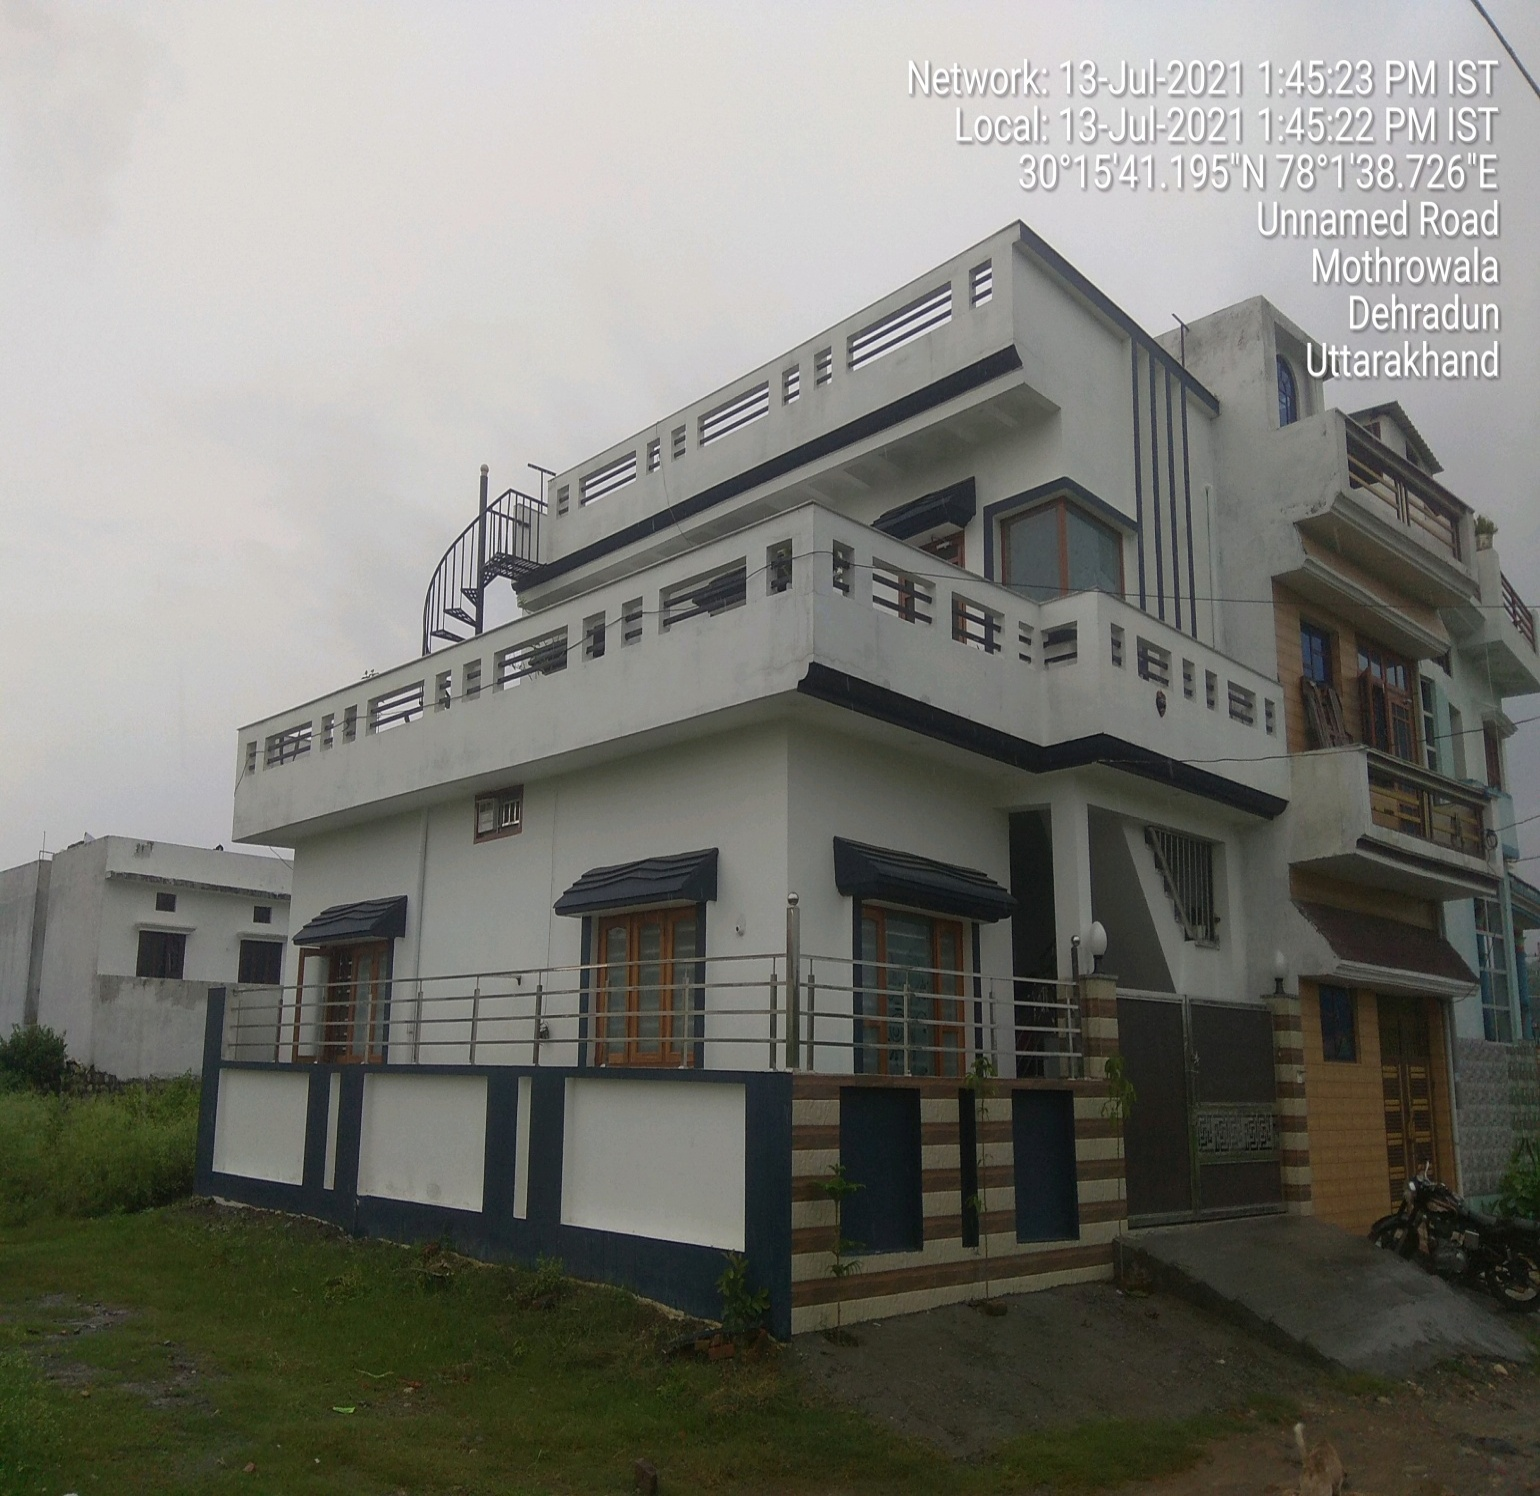 Network: 13-Jul-2021 1:45:23 PM IST
Local: 13-Jul-2021 1:45:22 PM IST
30°15'41.195"N 78°1'38.726"E
Unnamed Road
Mothrowala
Dehradun
Uttarakhand